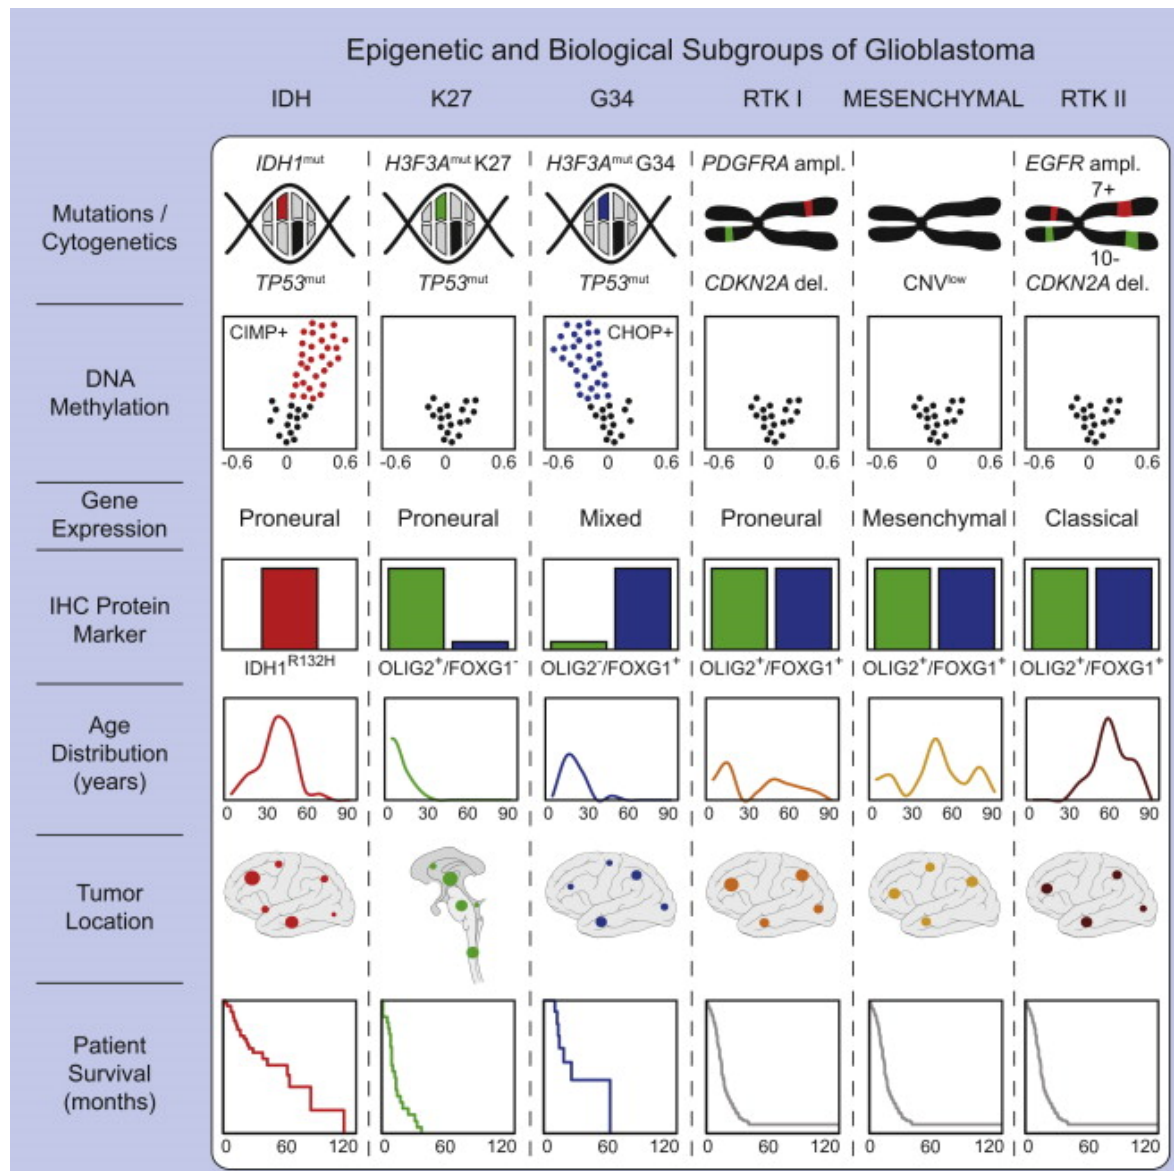 Epigenetic and Biological Subgroups of Glioblastoma
IDH K27 G34 RTK I MESENCHYMAL RTK II
Mutations /
Cytogenetics
IDH1mut H3F3Amut K27 H3F3Amut G34 PDGFRA ampl. EGFR ampl.
7+
10-
TP53mut TP53mut TP53mut CDKN2A del. CNVlow CDKN2A del.
DNA
Methylation
CIMP+ CHOP+
-0.6 0 0.6 -0.6 0 0.6 -0.6 0 0.6 -0.6 0 0.6 -0.6 0 0.6 -0.6 0 0.6
Gene
Expression
Proneural Proneural Mixed Proneural Mesenchymal Classical
IHC Protein
Marker
IDH1R132H OLIG2+/FOXG1- OLIG2-/FOXG1+ OLIG2+/FOXG1+ OLIG2+/FOXG1+ OLIG2+/FOXG1+
Age
Distribution
(years)
0 30 60 90 0 30 60 90 0 30 60 90 0 30 60 90 0 30 60 90 0 30 60 90
Tumor
Location
Patient
Survival
(months)
0 60 120 0 60 120 0 60 120 0 60 120 0 60 120 0 60 120